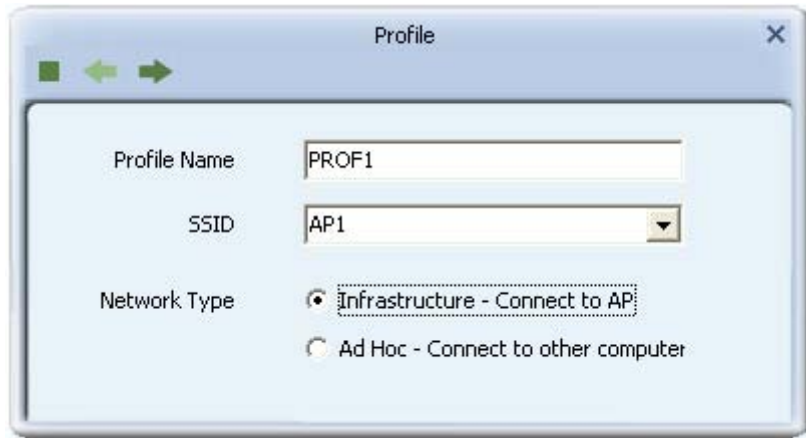 Profile
Profile Name PROF1
SSID AP1
Network Type Infrastructure - Connect to AP
Ad Hoc - Connect to other computer